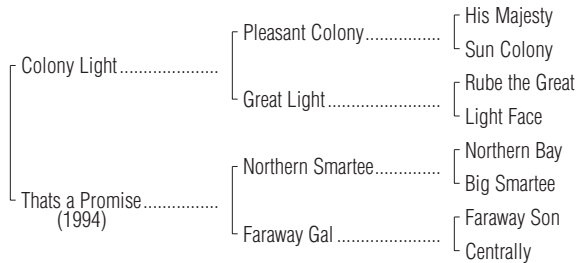 His Majesty
Pleasant Colony
Sun Colony
Colony Light
Rube the Great
Great Light
Light Face
Northern Bay
Northern Smartee
Big Smartee
Thats a Promise
(1994)
Faraway Son
Faraway Gal
Centrally